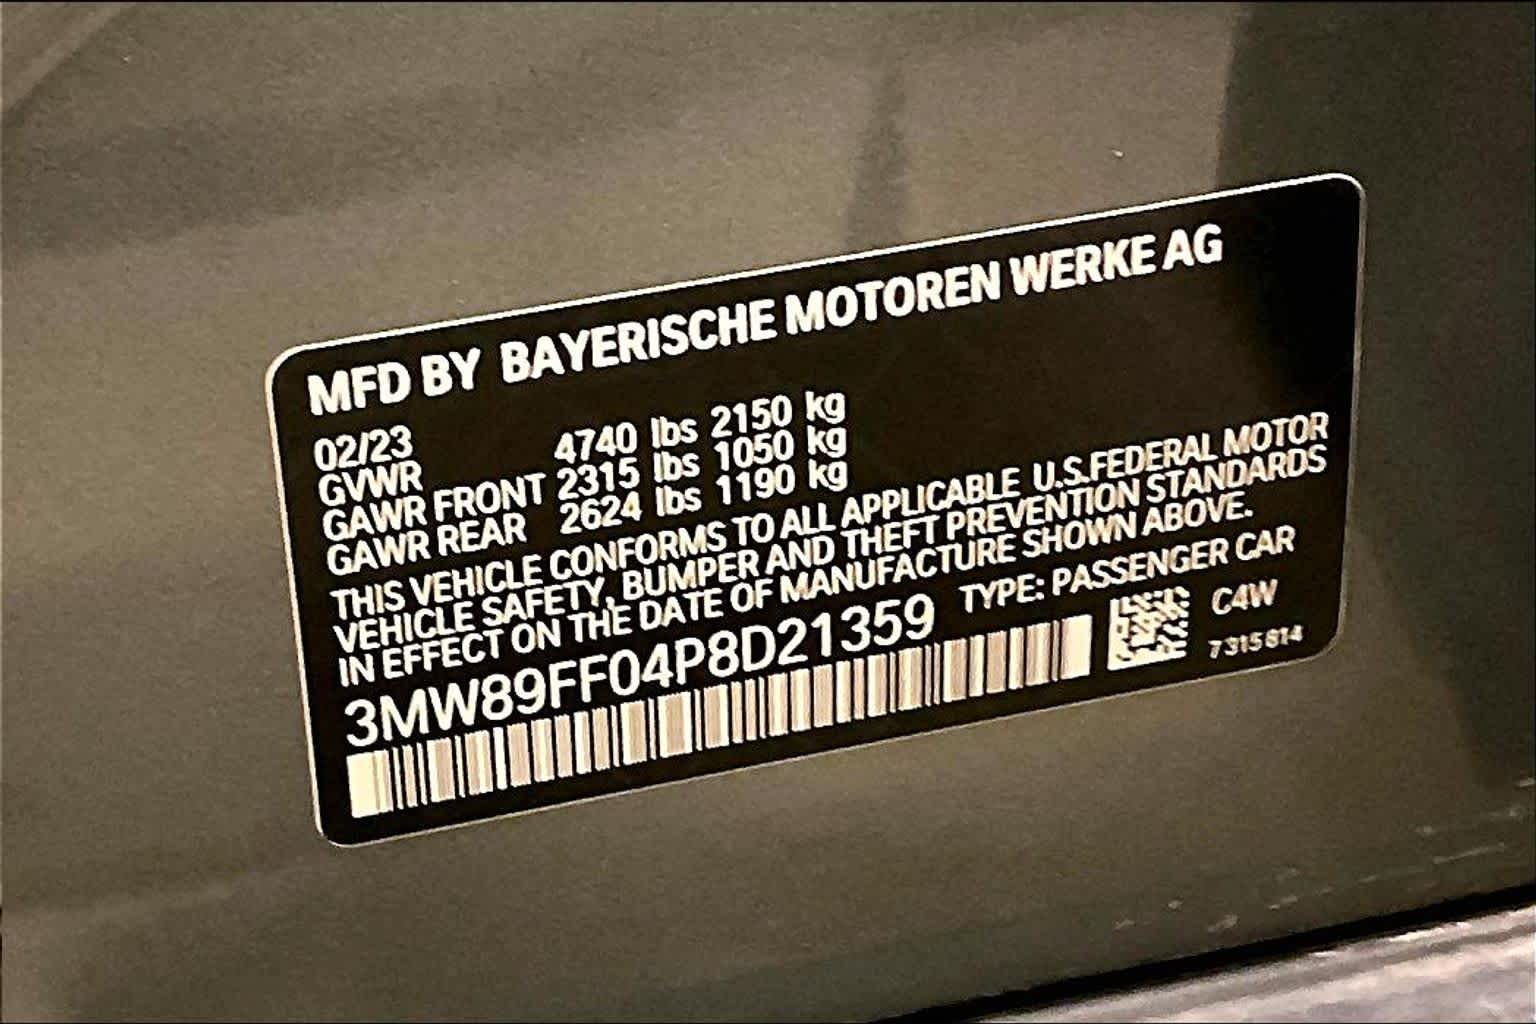 MFD BY BAYERISCHE MOTOREN WERKE AG
02/23
GVWR 4740 lbs 2150 kg
GAWR FRONT 2315 lbs 1050 kg
GAWR REAR 2624 lbs 1190 kg
THIS VEHICLE CONFORMS TO ALL APPLICABLE U.S.FEDERAL MOTOR
VEHICLE SAFETY, BUMPER AND THEFT PREVENTION STANDARDS
IN EFFECT ON THE DATE OF MANUFACTURE SHOWN ABOVE.
3MW89FF04P8D21359 TYPE: PASSENGER CAR
C4W
7315814